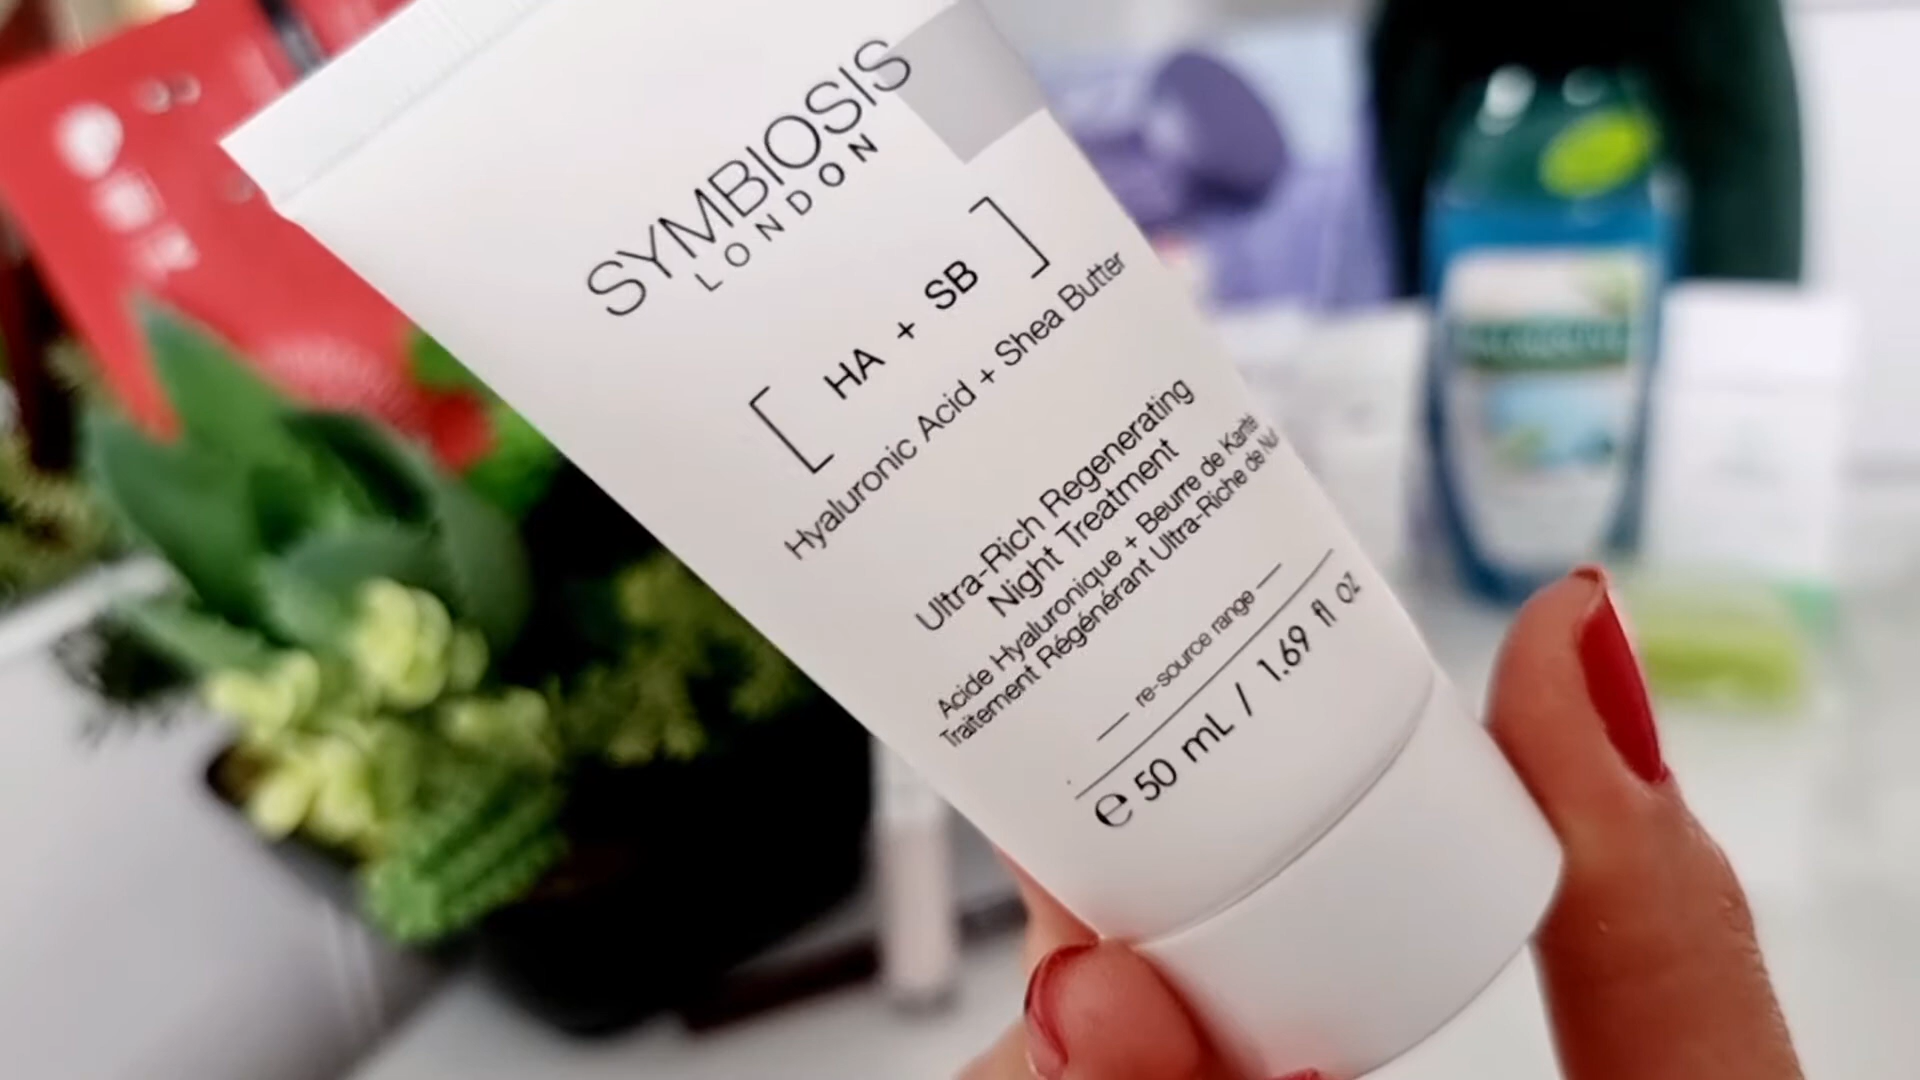 SYMBIOSIS
LONDON
[ HA + SB ]
Hyaluronic Acid + Shea Butter
Ultra-Rich Regenerating
Night Treatment
Acide Hyaluronique + Beurre de Karité
Traitement Régénérant Ultra-Riche de
— re-source range —
℮ 50 mL / 1.69 fl oz